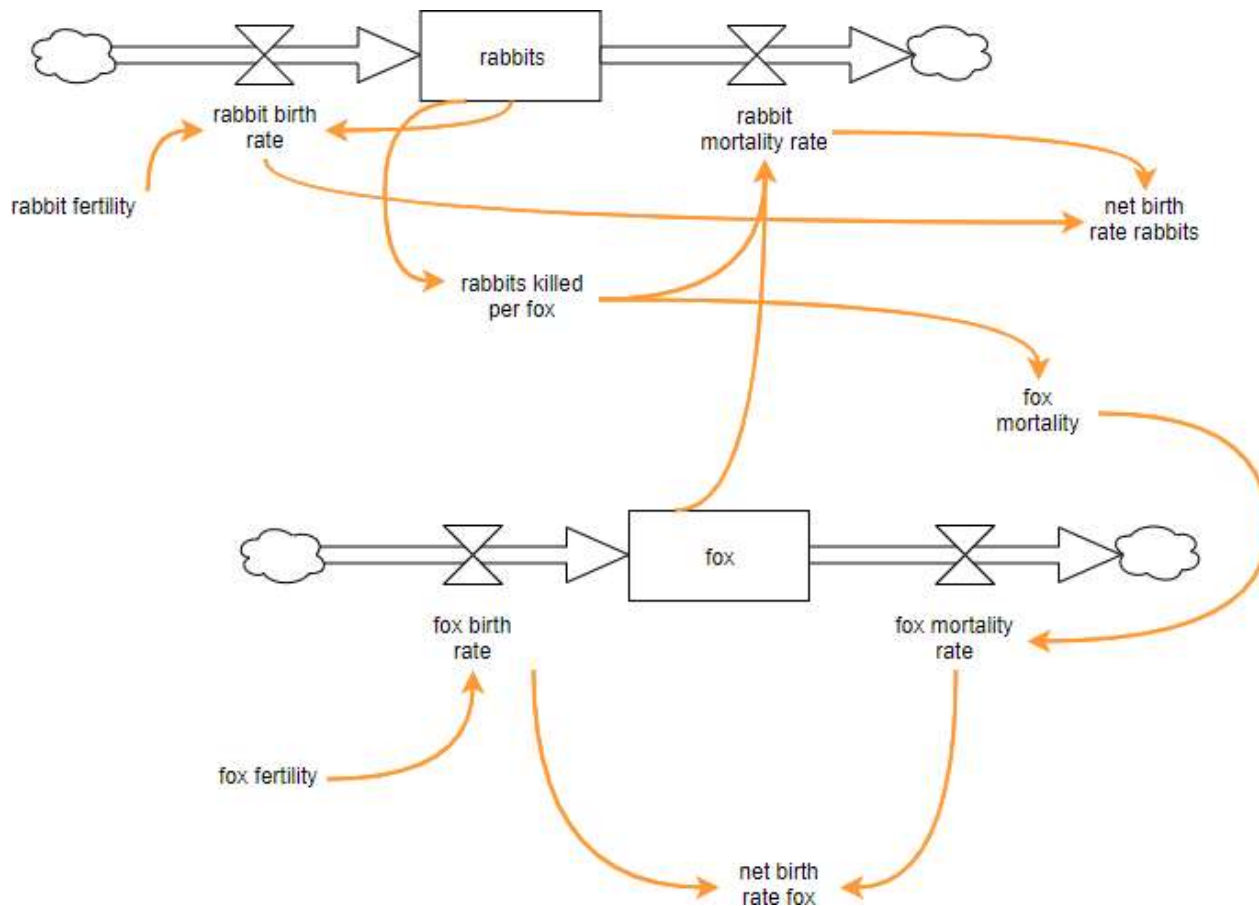 rabbits
rabbit birth
rate
rabbit
mortality rate
rabbit fertility
net birth
rate rabbits
rabbits killed
per fox
fox
mortality
fox
fox birth
rate
fox mortality
rate
fox fertility
net birth
rate fox